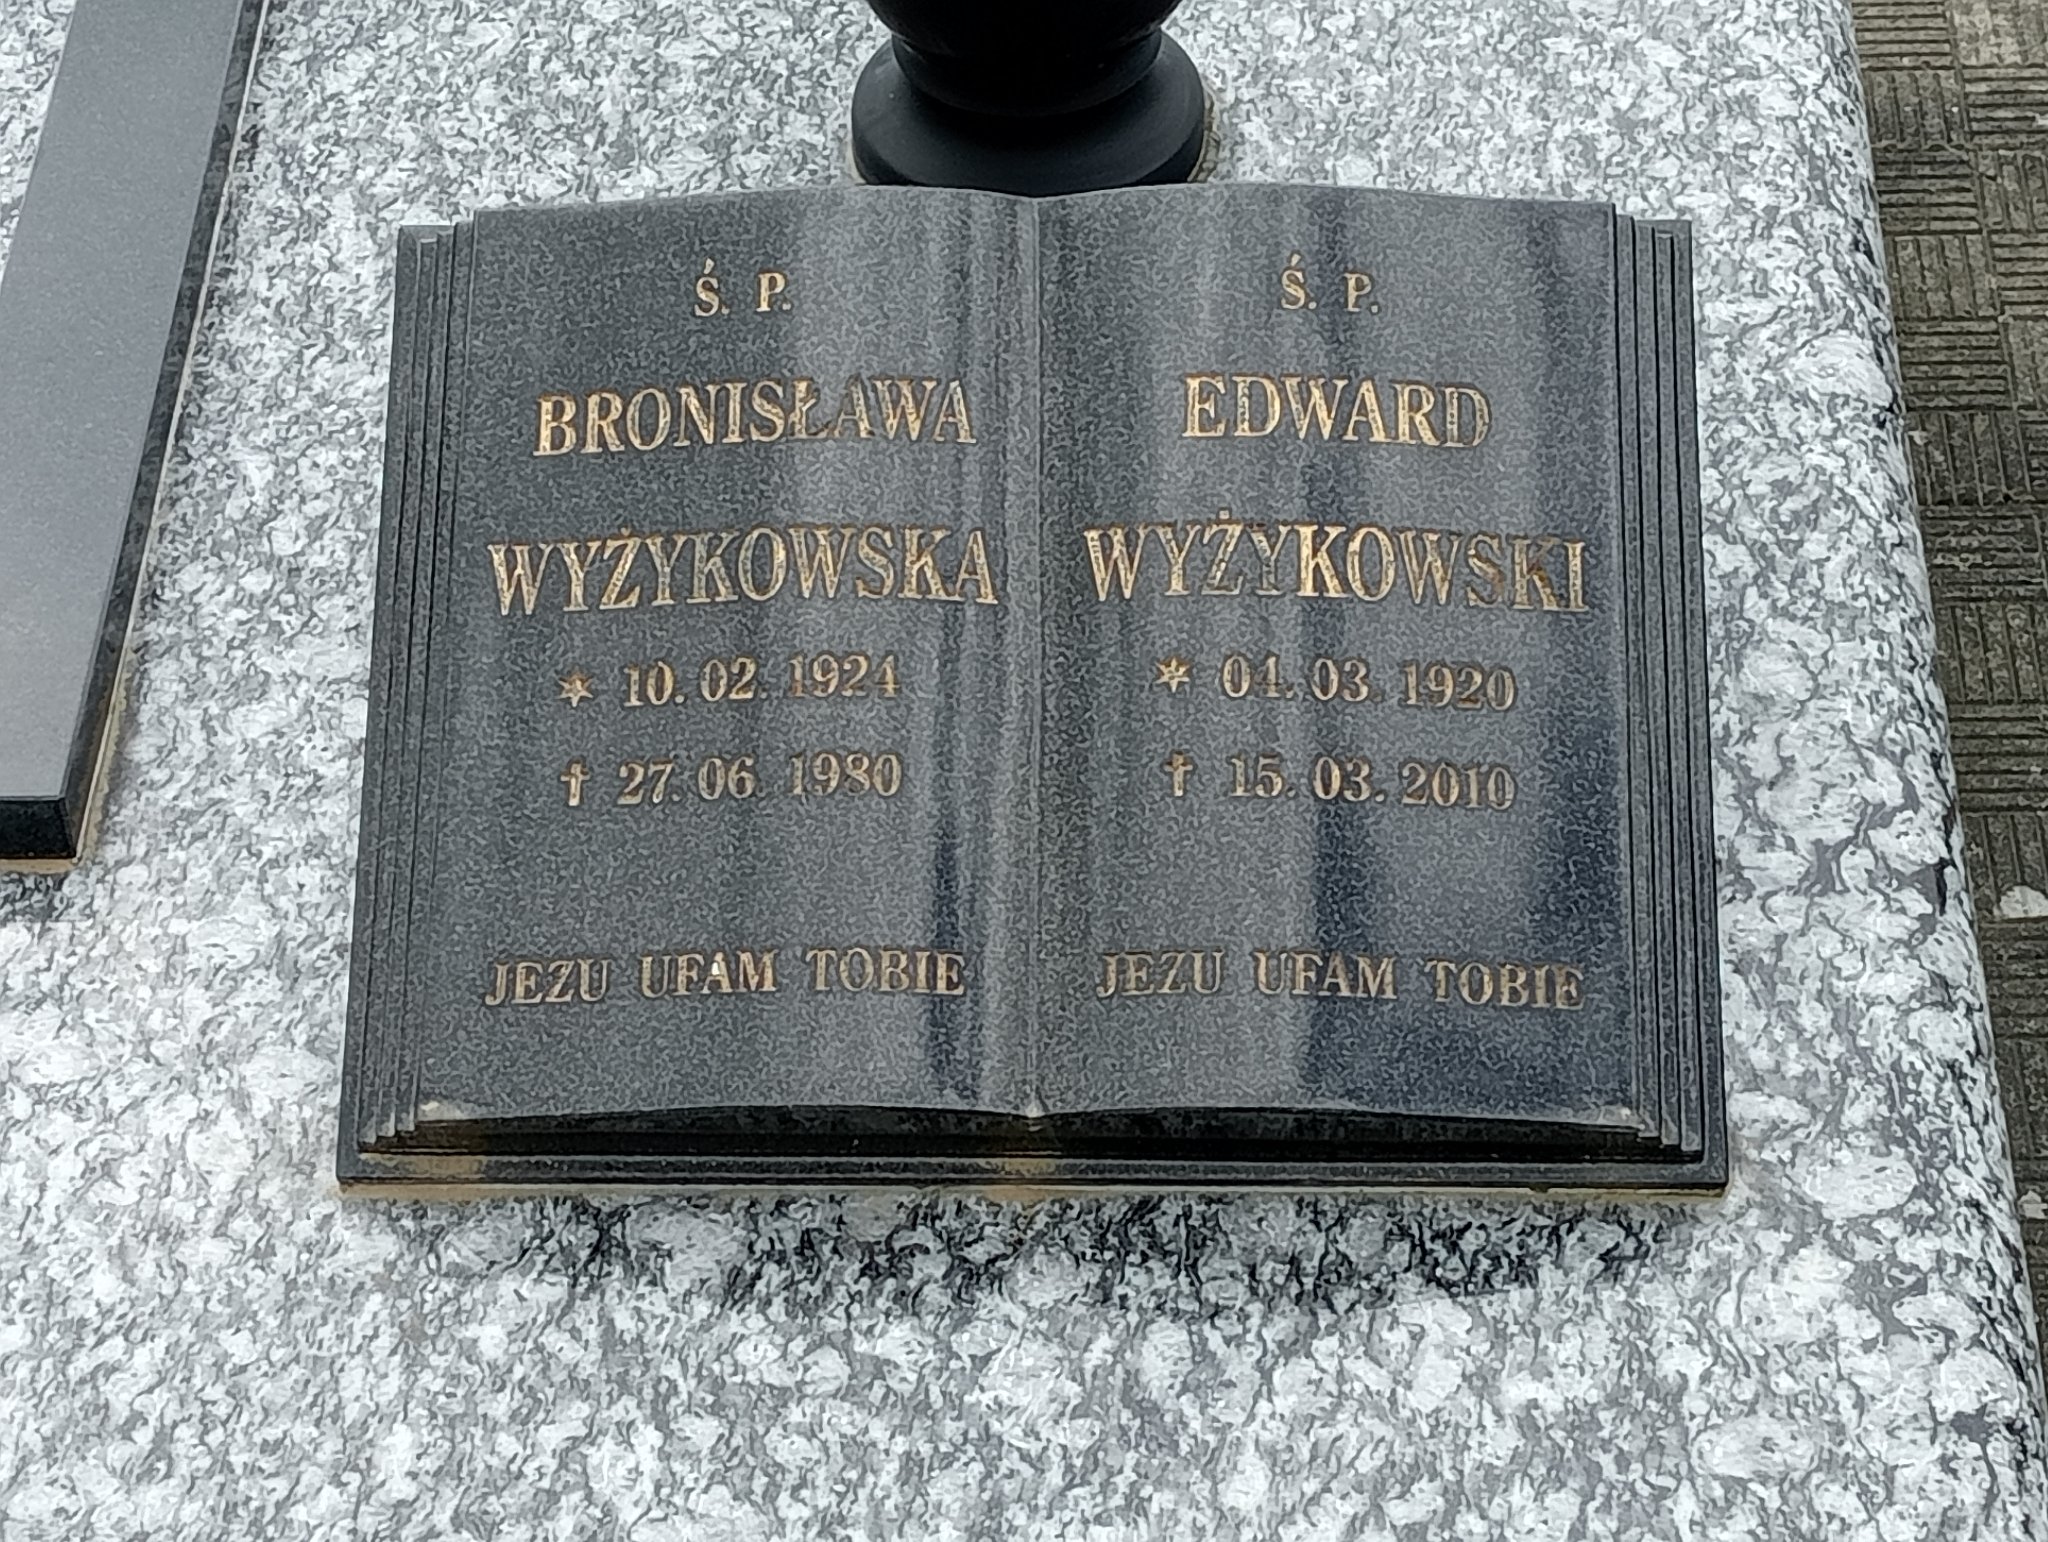 Ś. P.
BRONISŁAWA
WYŻYKOWSKA
* 10. 02. 1924
† 27. 06. 1980
JEZU UFAM TOBIE
Ś. P.
EDWARD
WYŻYKOWSKI
* 04. 03. 1920
† 15. 03. 2010
JEZU UFAM TOBIE